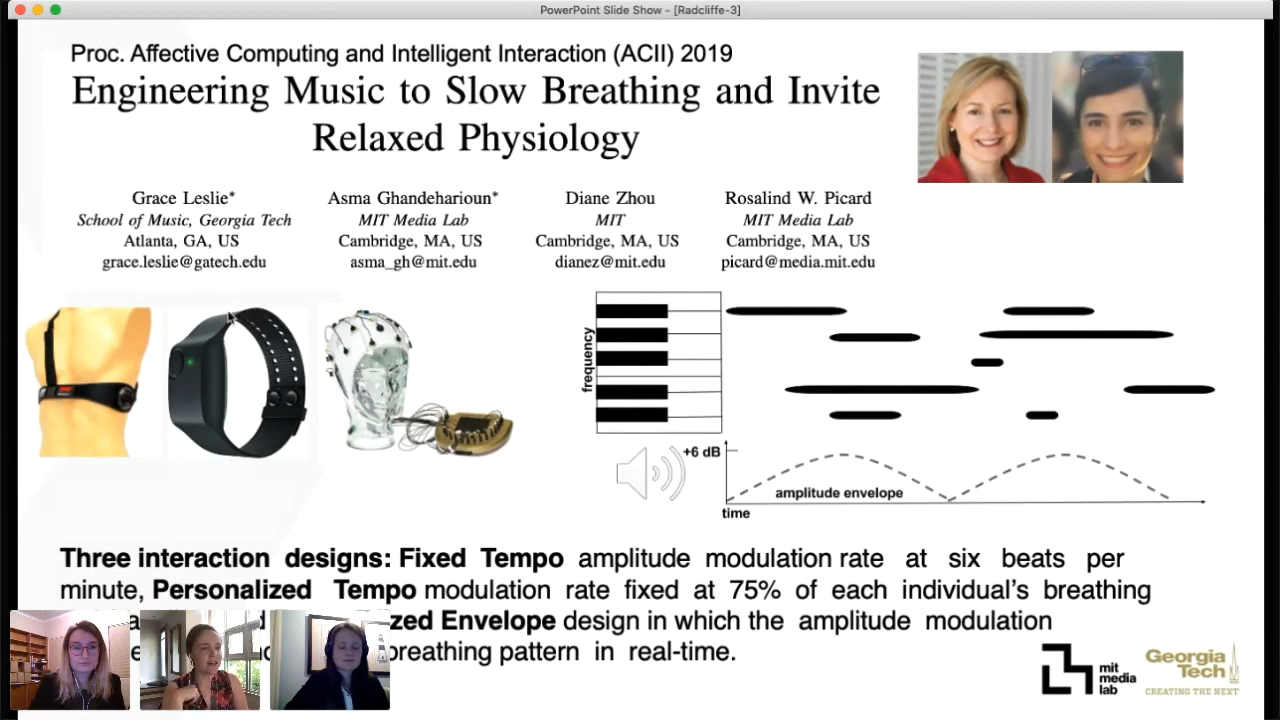 PowerPoint Slide Show - [Radcliffe-3]
Proc. Affective Computing and Intelligent Interaction (ACII) 2019
Engineering Music to Slow Breathing and Invite
Relaxed Physiology
Grace Leslie*
School of Music, Georgia Tech
Atlanta, GA, US
grace.leslie@gatech.edu
Asma Ghandeharioun*
MIT Media Lab
Cambridge, MA, US
asma_gh@mit.edu
Diane Zhou
MIT
Cambridge, MA, US
dianez@mit.edu
Rosalind W. Picard
MIT Media Lab
Cambridge, MA, US
picard@media.mit.edu
frequency
+6 dB
amplitude envelope
time
Three interaction designs: Fixed Tempo amplitude modulation rate at six beats per
minute, Personalized Tempo modulation rate fixed at 75% of each individual's breathing
zed Envelope design in which the amplitude modulation
breathing pattern in real-time.
mit
media
lab
Georgia
Tech
CREATING THE NEXT